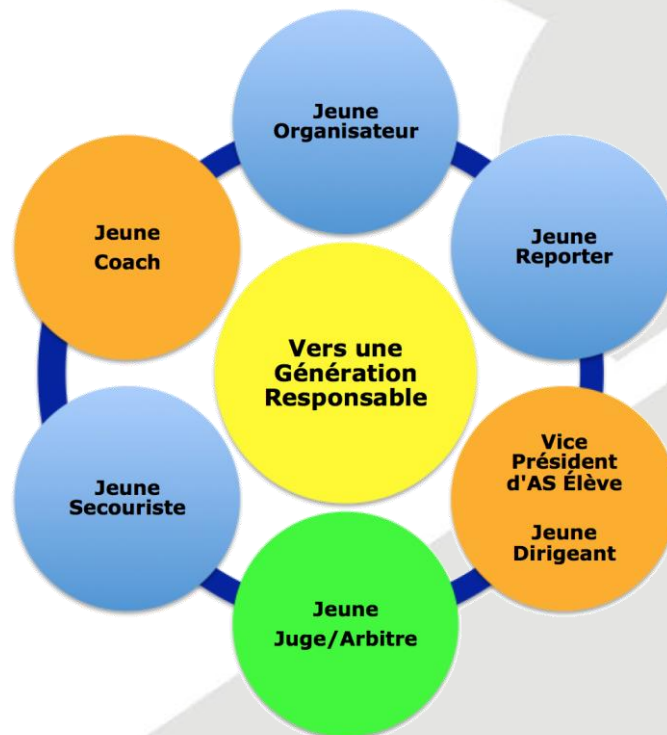 Jeune
Organisateur
Jeune
Coach
Jeune
Reporter
Vers une
Génération
Responsable
Vice
Président
d'AS Élève
Jeune
Dirigeant
Jeune
Secouriste
Jeune
Juge/Arbitre